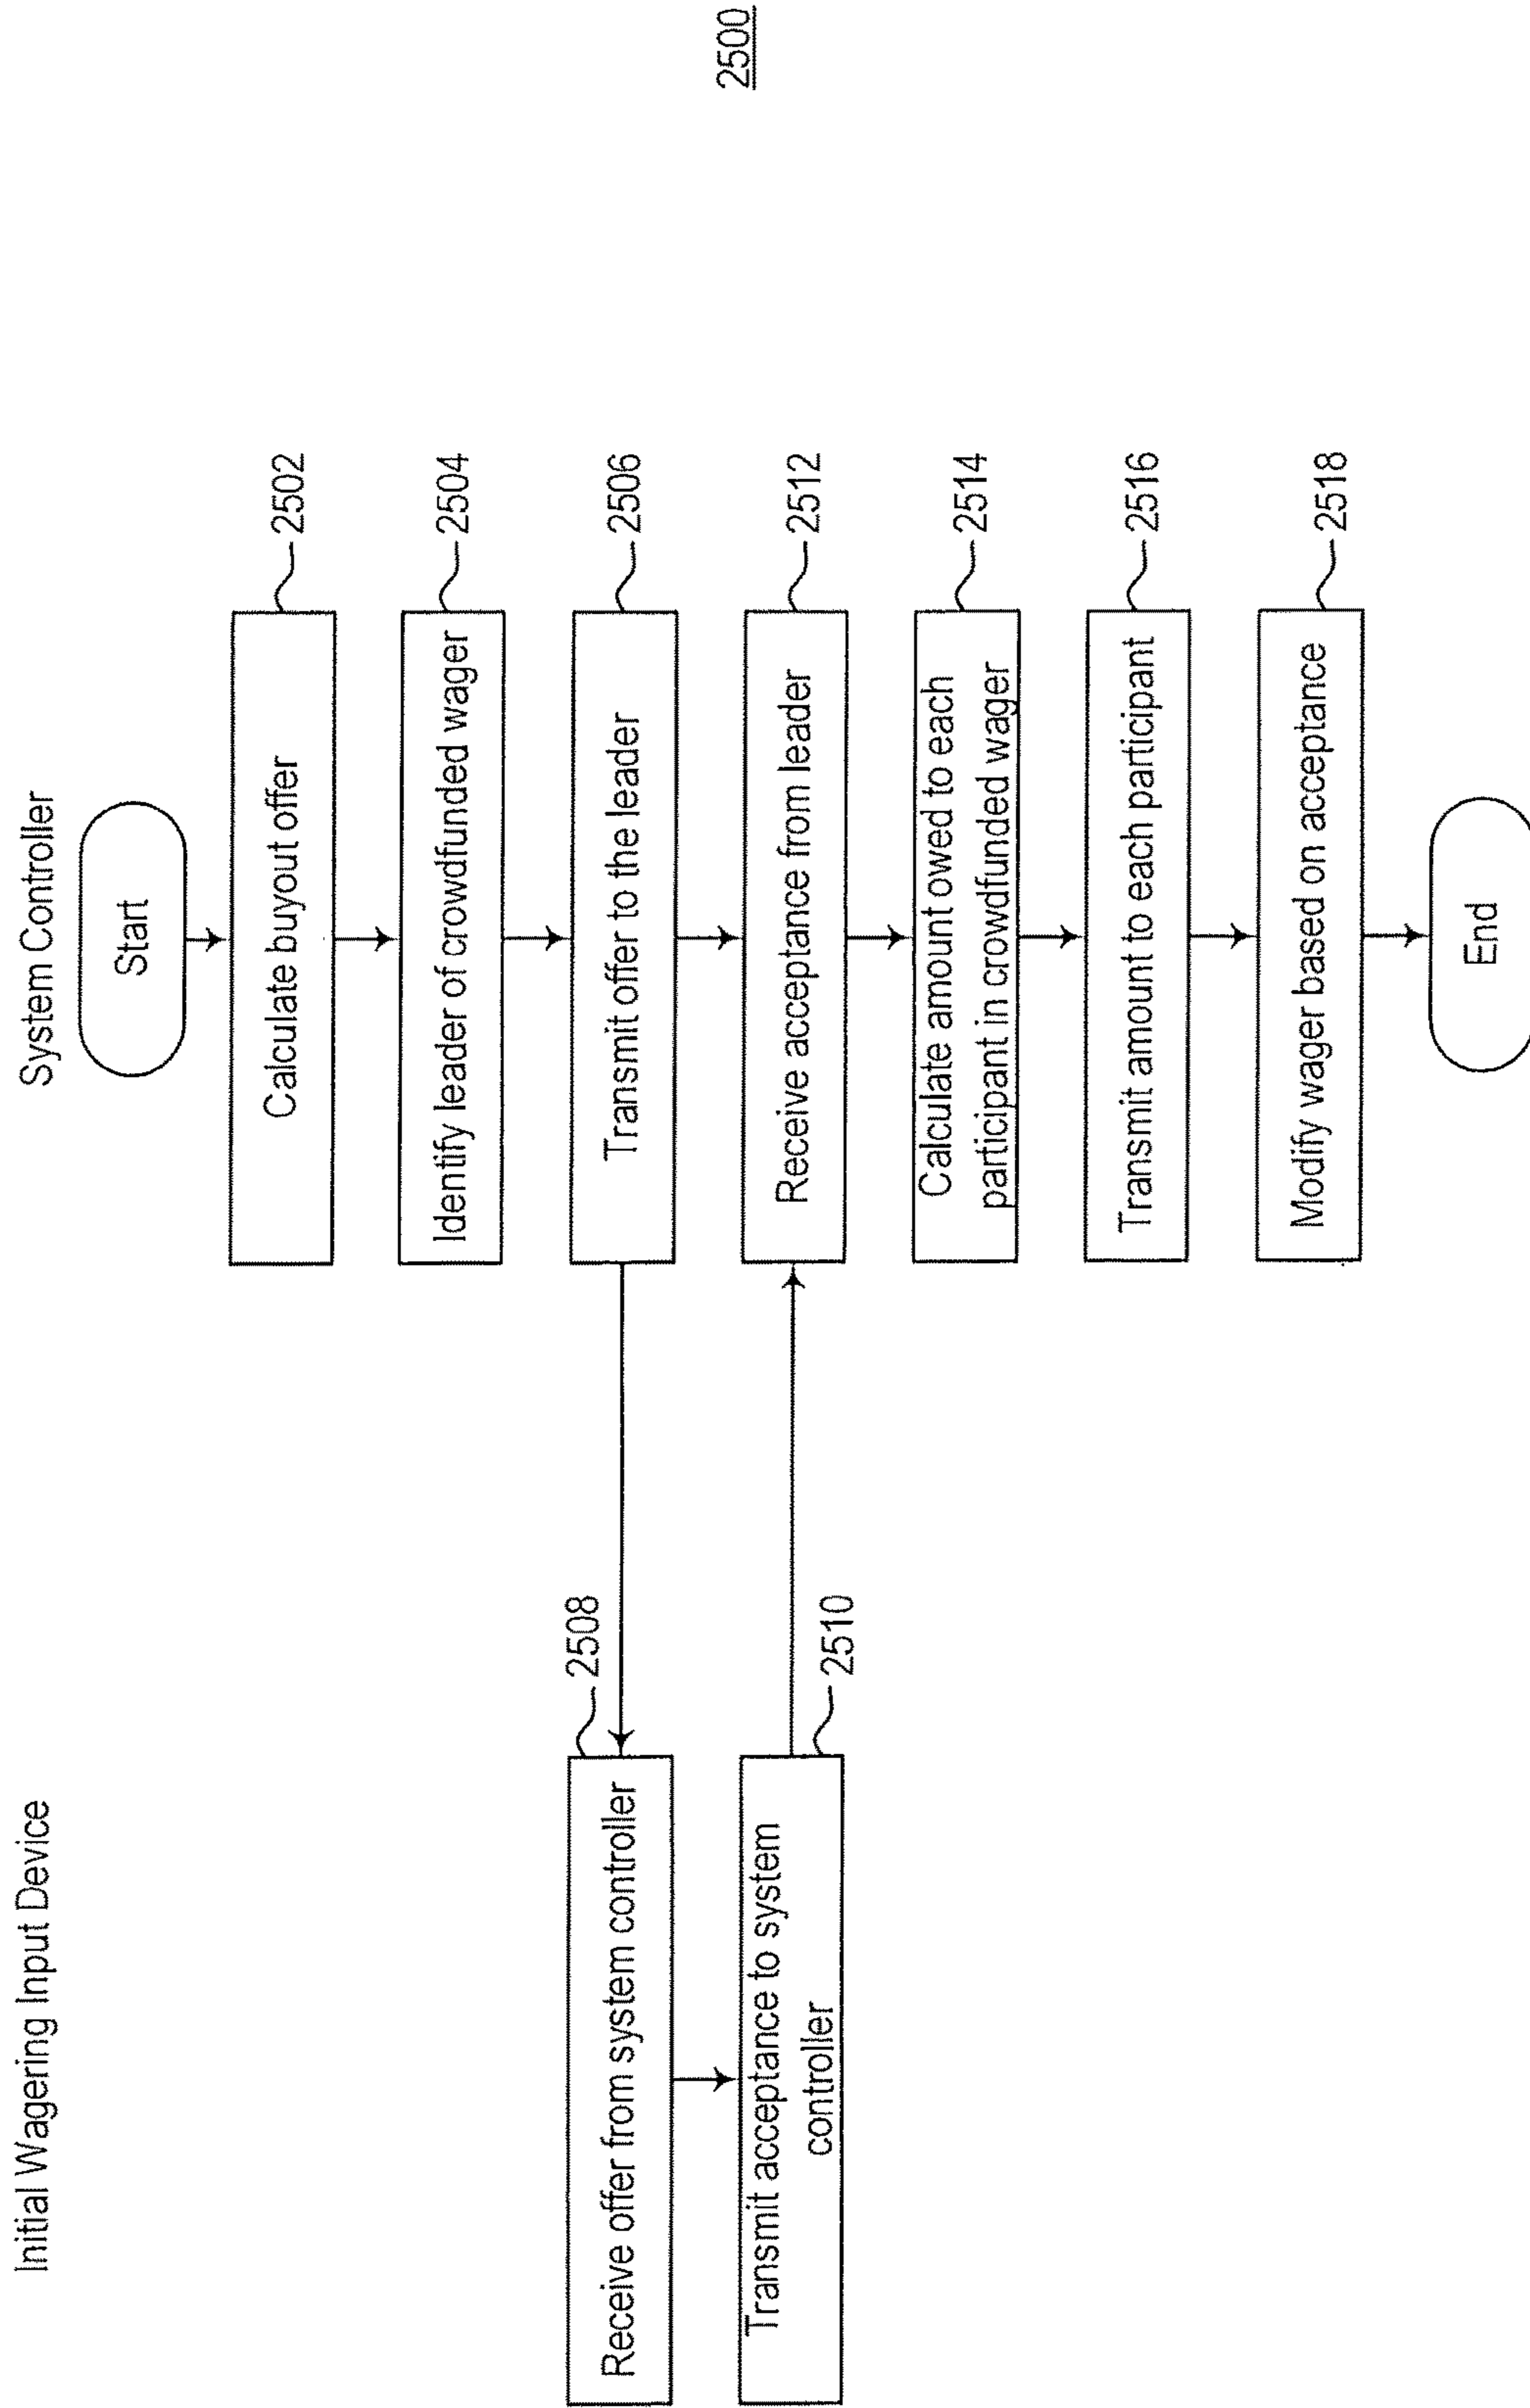 Initial Wagering Input Device
System Controller
Start
Calculate buyout offer
2502
Identify leader of crowdfunded wager
2504
Transmit offer to the leader
2506
Receive offer from system controller
2508
Transmit acceptance to system
controller
2510
Receive acceptance from leader
2512
Calculate amount owed to each
participant in crowdfunded wager
2514
Transmit amount to each participant
2516
Modify wager based on acceptance
2518
End
2500